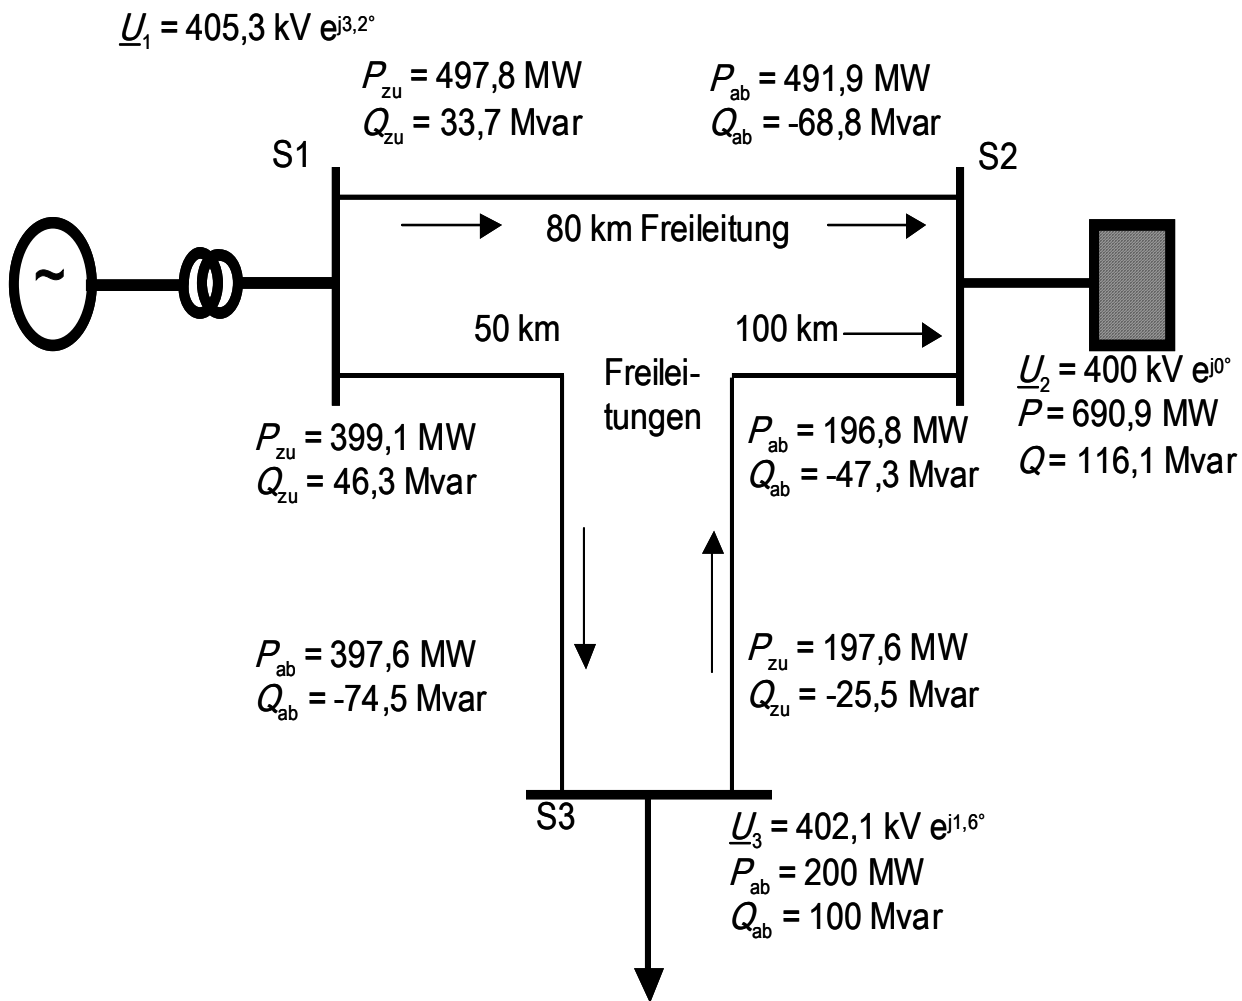 U1 = 405,3 kV e^j3,2°
Pzu = 497,8 MW
Qzu = 33,7 Mvar
Pab = 491,9 MW
Qab = -68,8 Mvar
S1
S2
80 km Freileitung
~
50 km
100 km
Freilei-
tungen
U2 = 400 kV e^j0°
P = 690,9 MW
Q = 116,1 Mvar
Pzu = 399,1 MW
Qzu = 46,3 Mvar
Pab = 196,8 MW
Qab = -47,3 Mvar
Pab = 397,6 MW
Qab = -74,5 Mvar
Pzu = 197,6 MW
Qzu = -25,5 Mvar
S3
U3 = 402,1 kV e^j1,6°
Pab = 200 MW
Qab = 100 Mvar